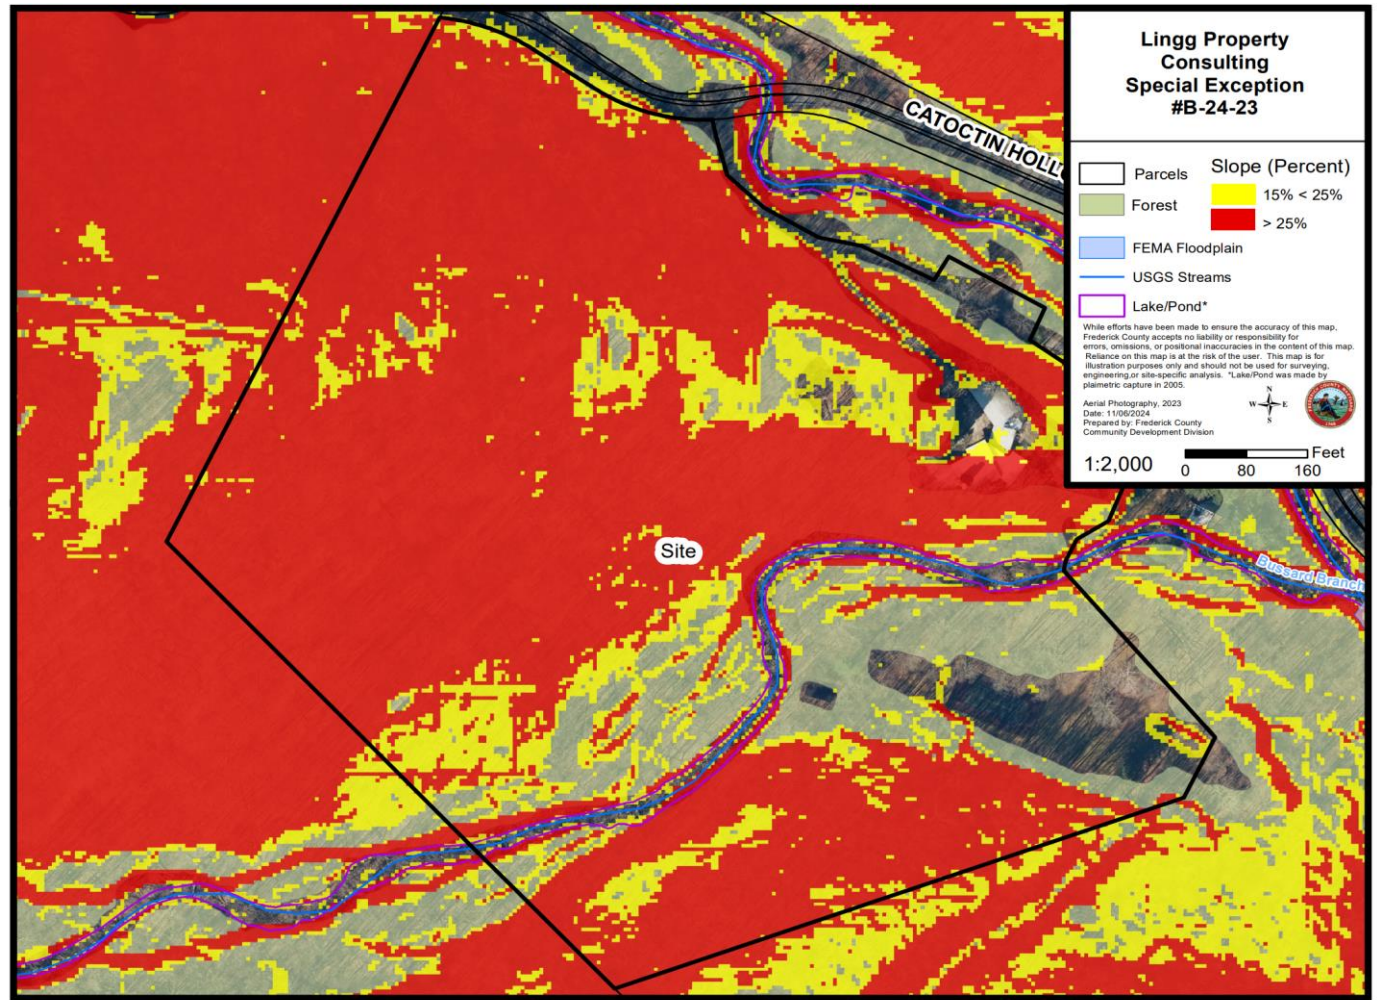 Lingg Property
Consulting
Special Exception
#B-24-23
Parcels
Forest
FEMA Floodplain
USGS Streams
Lake/Pond*
Slope (Percent)
15% < 25%
> 25%
While efforts have been made to ensure the accuracy of this map,
Frederick County accepts no liability or responsibility for
errors, omissions, or positional inaccuracies in the content of this map.
Reliance on this map is at the risk of the user. This map is for
illustration purposes only and should not be used for surveying,
engineering,or site-specific analysis. *Lake/Pond was made by
plaimetric capture in 2005.
Aerial Photography, 2023
Date: 11/06/2024
Prepared by: Frederick County
Community Development Division
N
W E
S
1:2,000
Feet
0 80 160
CATOCTIN HOLL
Site
Bussard Branch